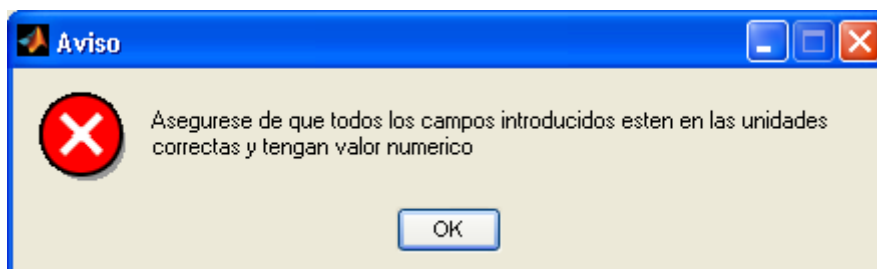 Aviso
Asegurese de que todos los campos introducidos esten en las unidades
correctas y tengan valor numerico
OK